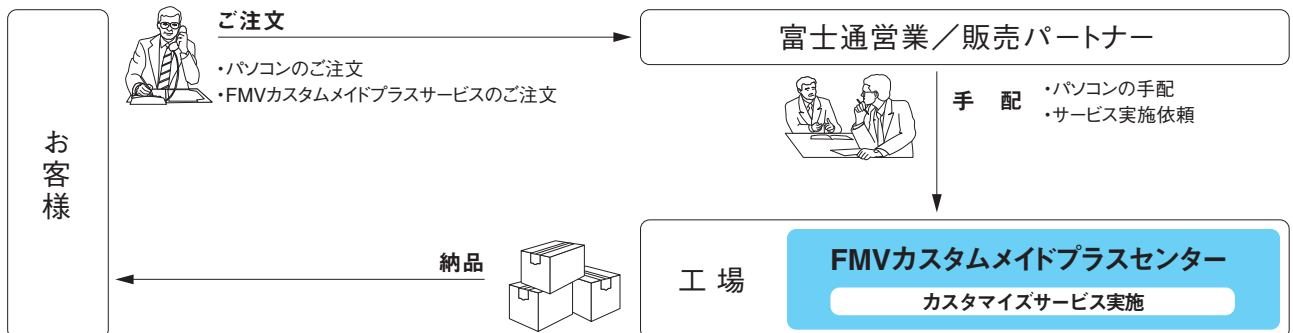 お客様
ご注文
・パソコンのご注文
・FMVカスタムメイドプラスサービスのご注文
富士通営業／販売パートナー
手 配
・パソコンの手配
・サービス実施依頼
工 場
FMVカスタムメイドプラスセンター
カスタマイズサービス実施
納品